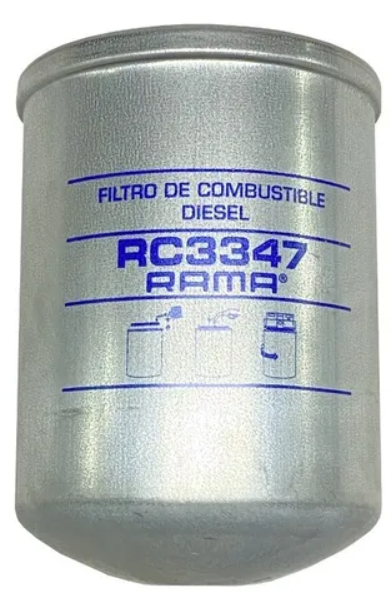 FILTRO DE COMBUSTIBLE
DIESEL
RC3347
RAMA®